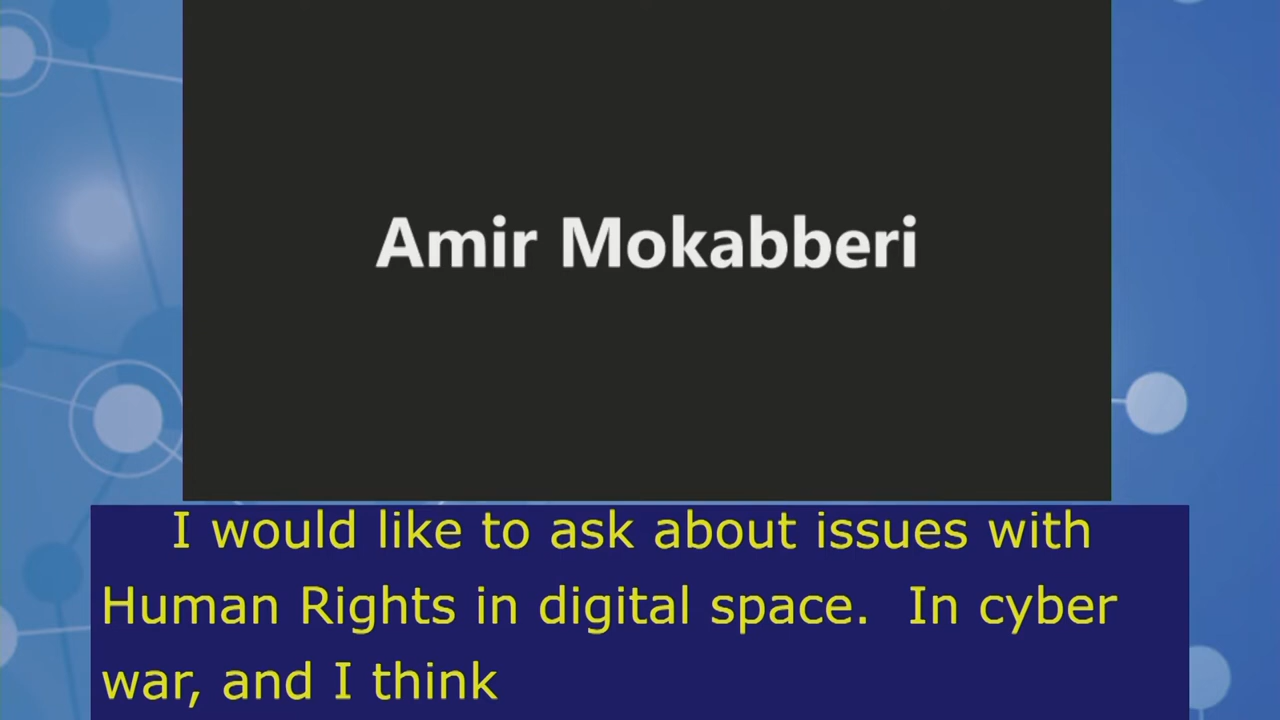 Amir Mokabberi
I would like to ask about issues with
Human Rights in digital space.  In cyber
war, and I think